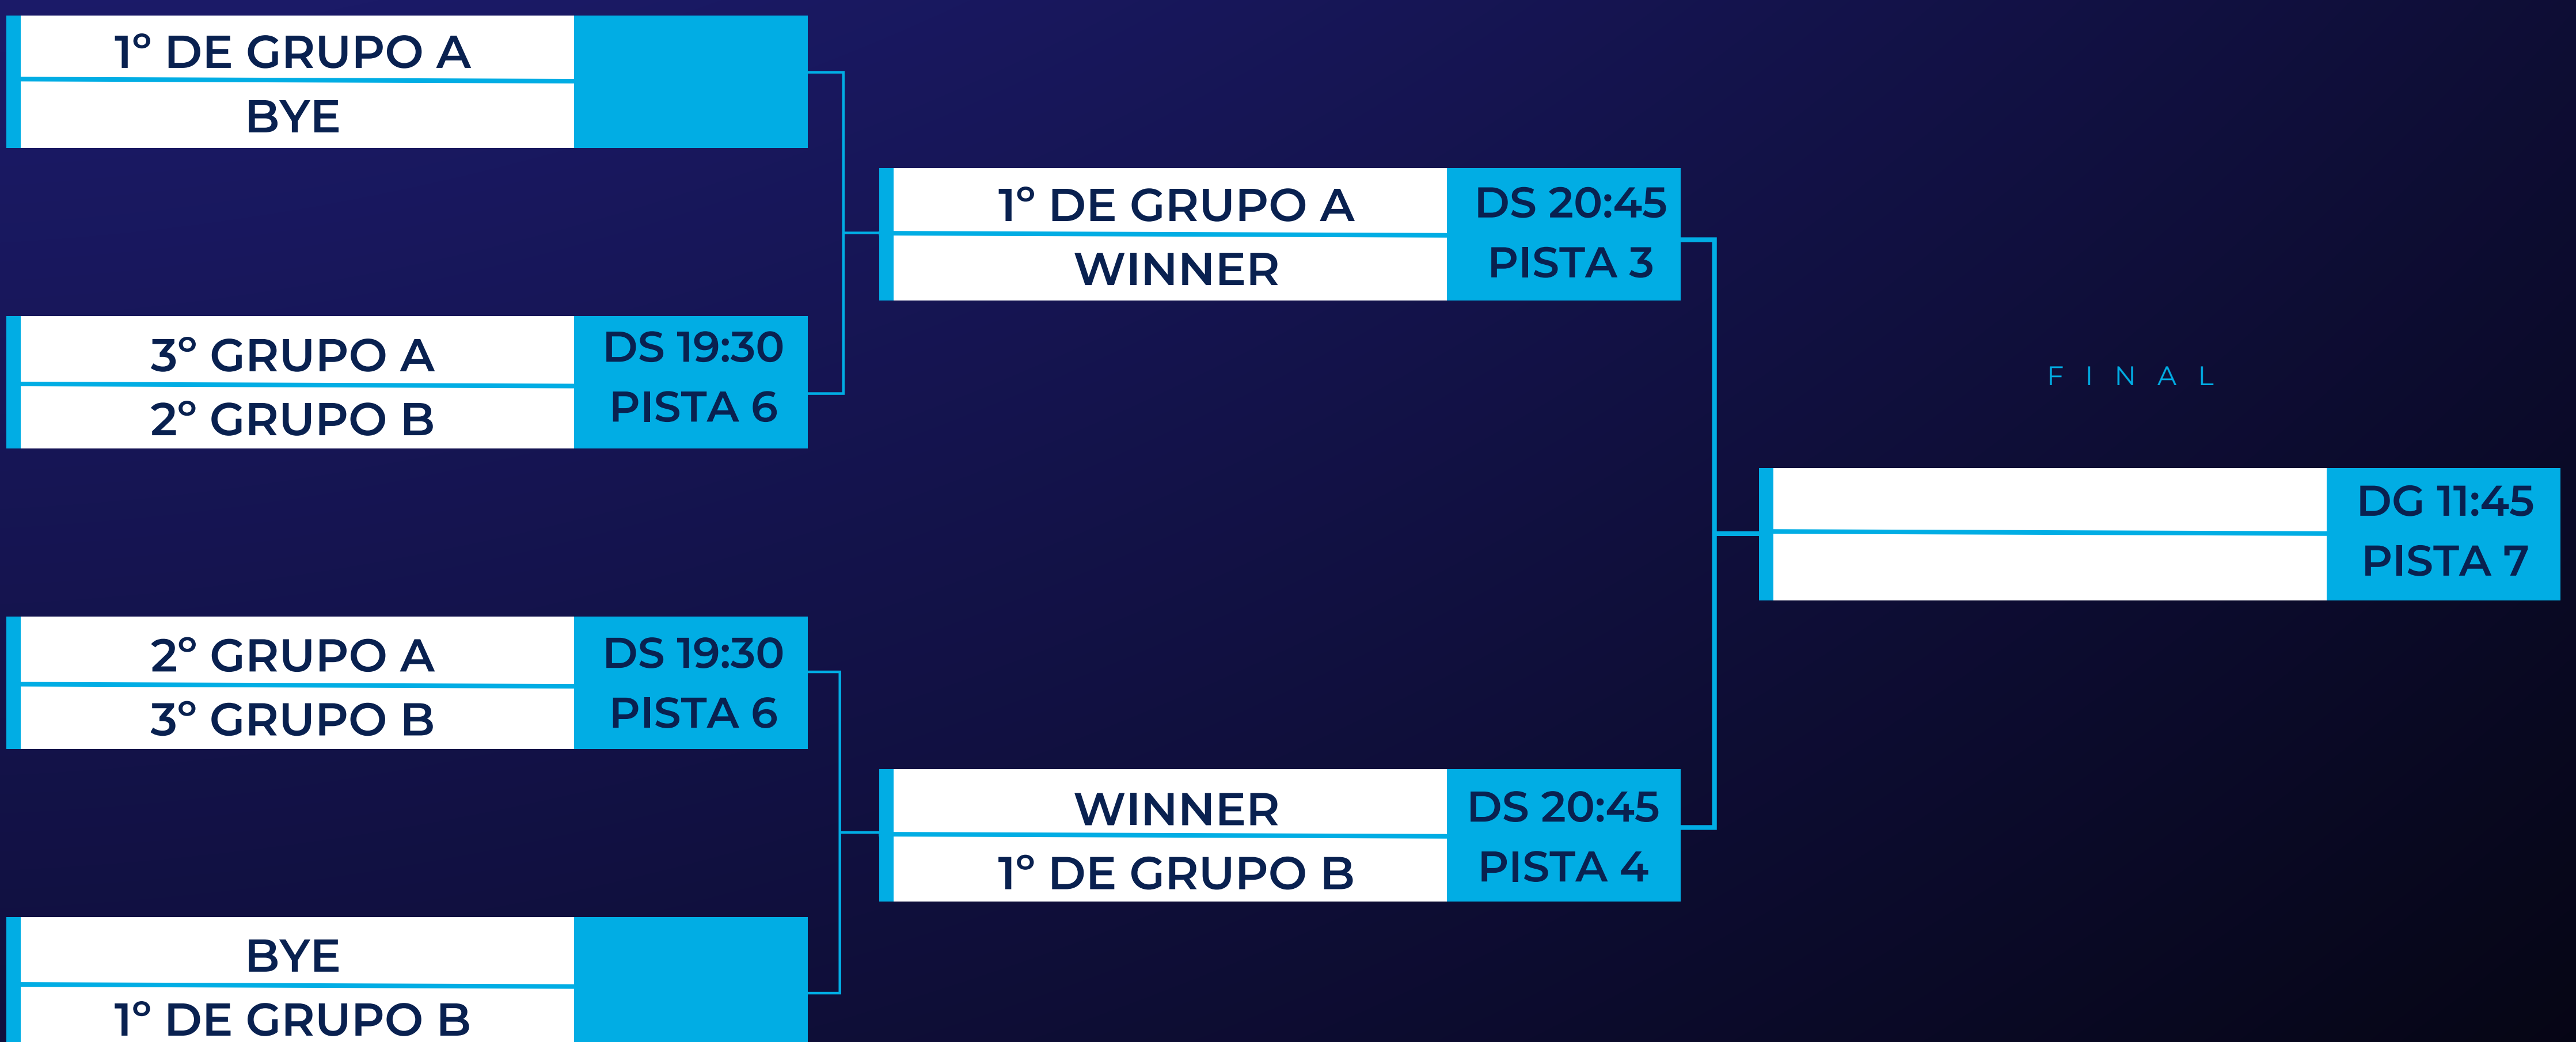 1º DE GRUPO A
BYE
3º GRUPO A
2º GRUPO B
DS 19:30
PISTA 6
2º GRUPO A
3º GRUPO B
DS 19:30
PISTA 6
BYE
1º DE GRUPO B
1º DE GRUPO A
WINNER
DS 20:45
PISTA 3
WINNER
1º DE GRUPO B
DS 20:45
PISTA 4
FINAL
DG 11:45
PISTA 7